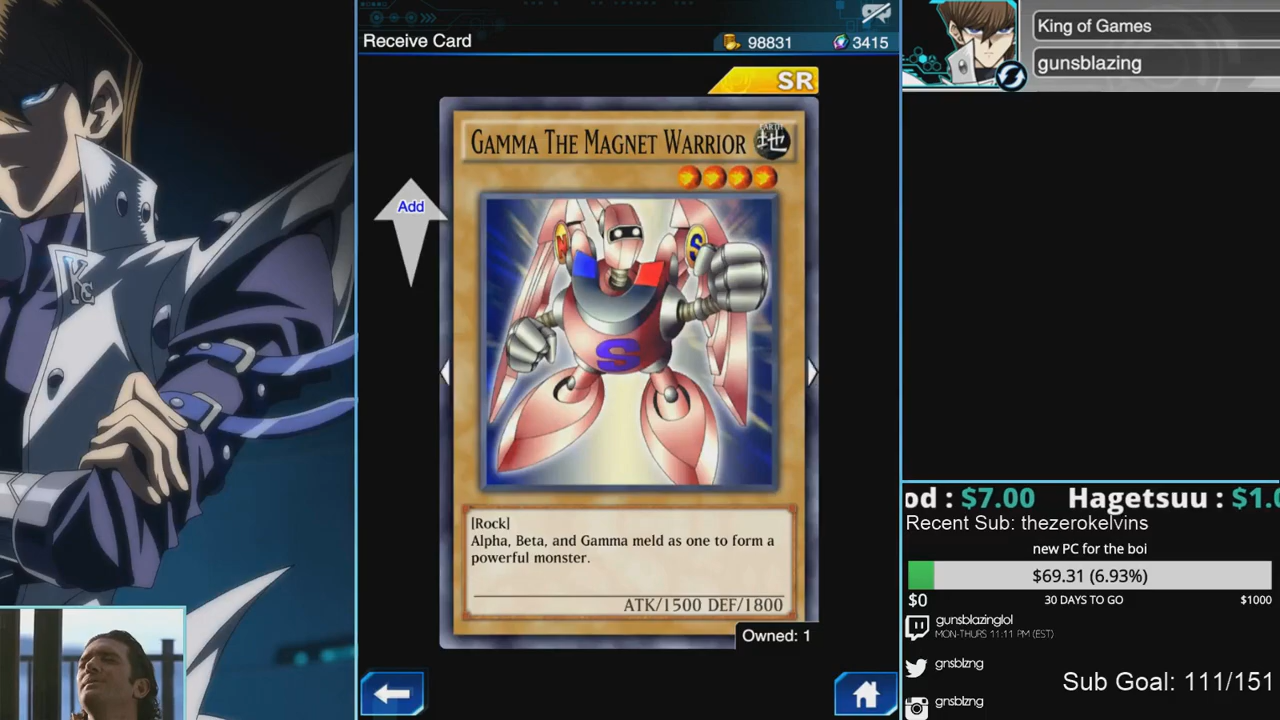 Receive Card
98831
3415
SR
GAMMA THE MAGNET WARRIOR
EARTH
地
Add
N
S
S
KC
[Rock]
Alpha, Beta, and Gamma meld as one to form a
powerful monster.
ATK/1500 DEF/1800
Owned: 1
King of Games
gunsblazing
od : $7.00 Hagetsuu : $1.0
Recent Sub: thezerokelvins
new PC for the boi
$69.31 (6.93%)
$0
30 DAYS TO GO
$1000
gunsblazinglol
MON-THURS 11:11 PM (EST)
gnsblzng
gnsblzng
Sub Goal: 111/151